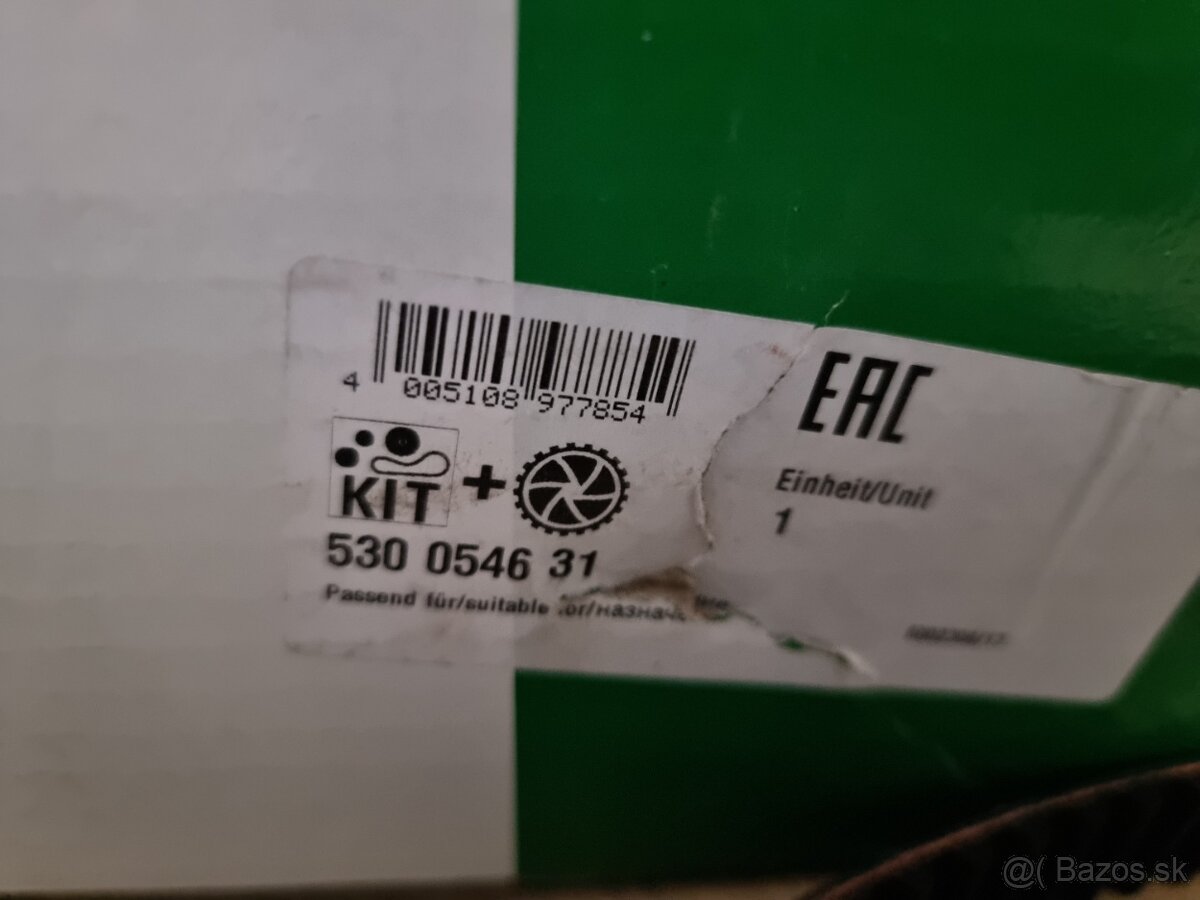 4 005108 977854
EAC
KIT +
Einheit/Unit
1
530 0546 31
Passend für/suitable for/назнач
@( Bazos.sk